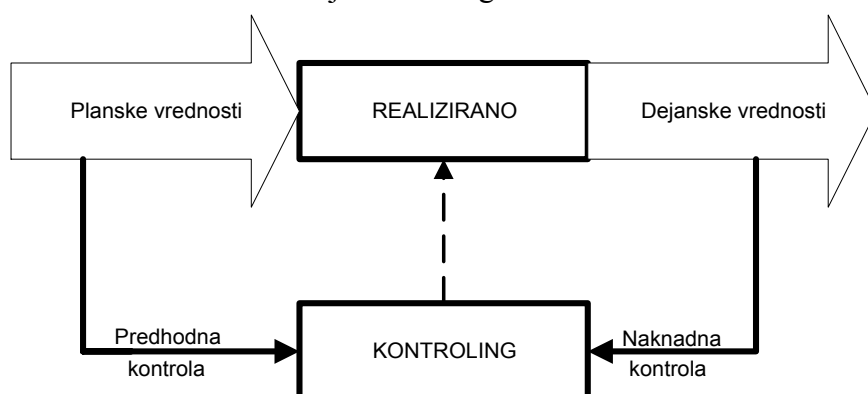 Planske vrednosti
REALIZIRANO
Dejanske vrednosti
Predhodna
kontrola
KONTROLING
Naknadna
kontrola